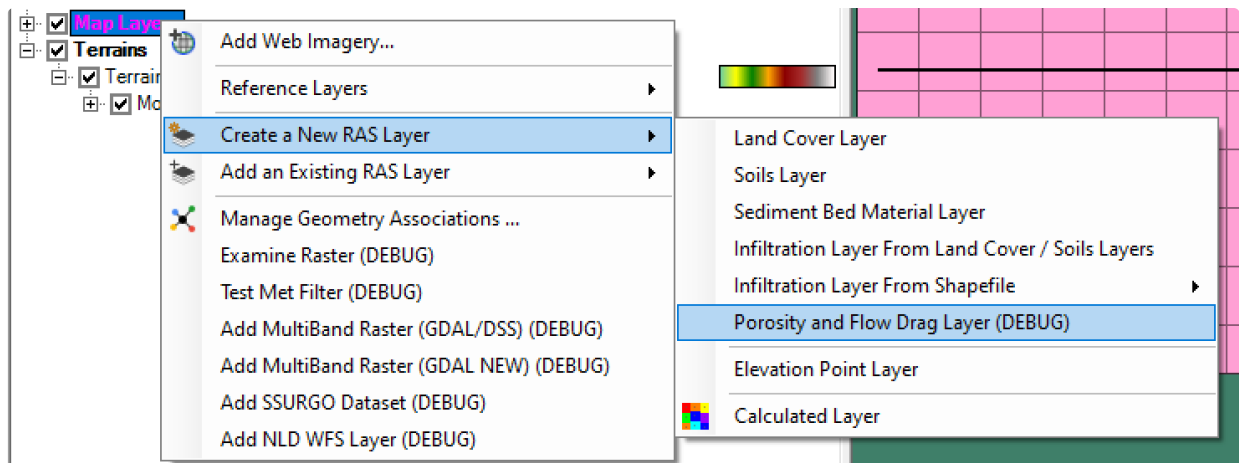 Map Laye
Terrains
Terrain
Mo
Add Web Imagery...
Reference Layers
Create a New RAS Layer
Add an Existing RAS Layer
Manage Geometry Associations ...
Examine Raster (DEBUG)
Test Met Filter (DEBUG)
Add MultiBand Raster (GDAL/DSS) (DEBUG)
Add MultiBand Raster (GDAL NEW) (DEBUG)
Add SSURGO Dataset (DEBUG)
Add NLD WFS Layer (DEBUG)
Land Cover Layer
Soils Layer
Sediment Bed Material Layer
Infiltration Layer From Land Cover / Soils Layers
Infiltration Layer From Shapefile
Porosity and Flow Drag Layer (DEBUG)
Elevation Point Layer
Calculated Layer